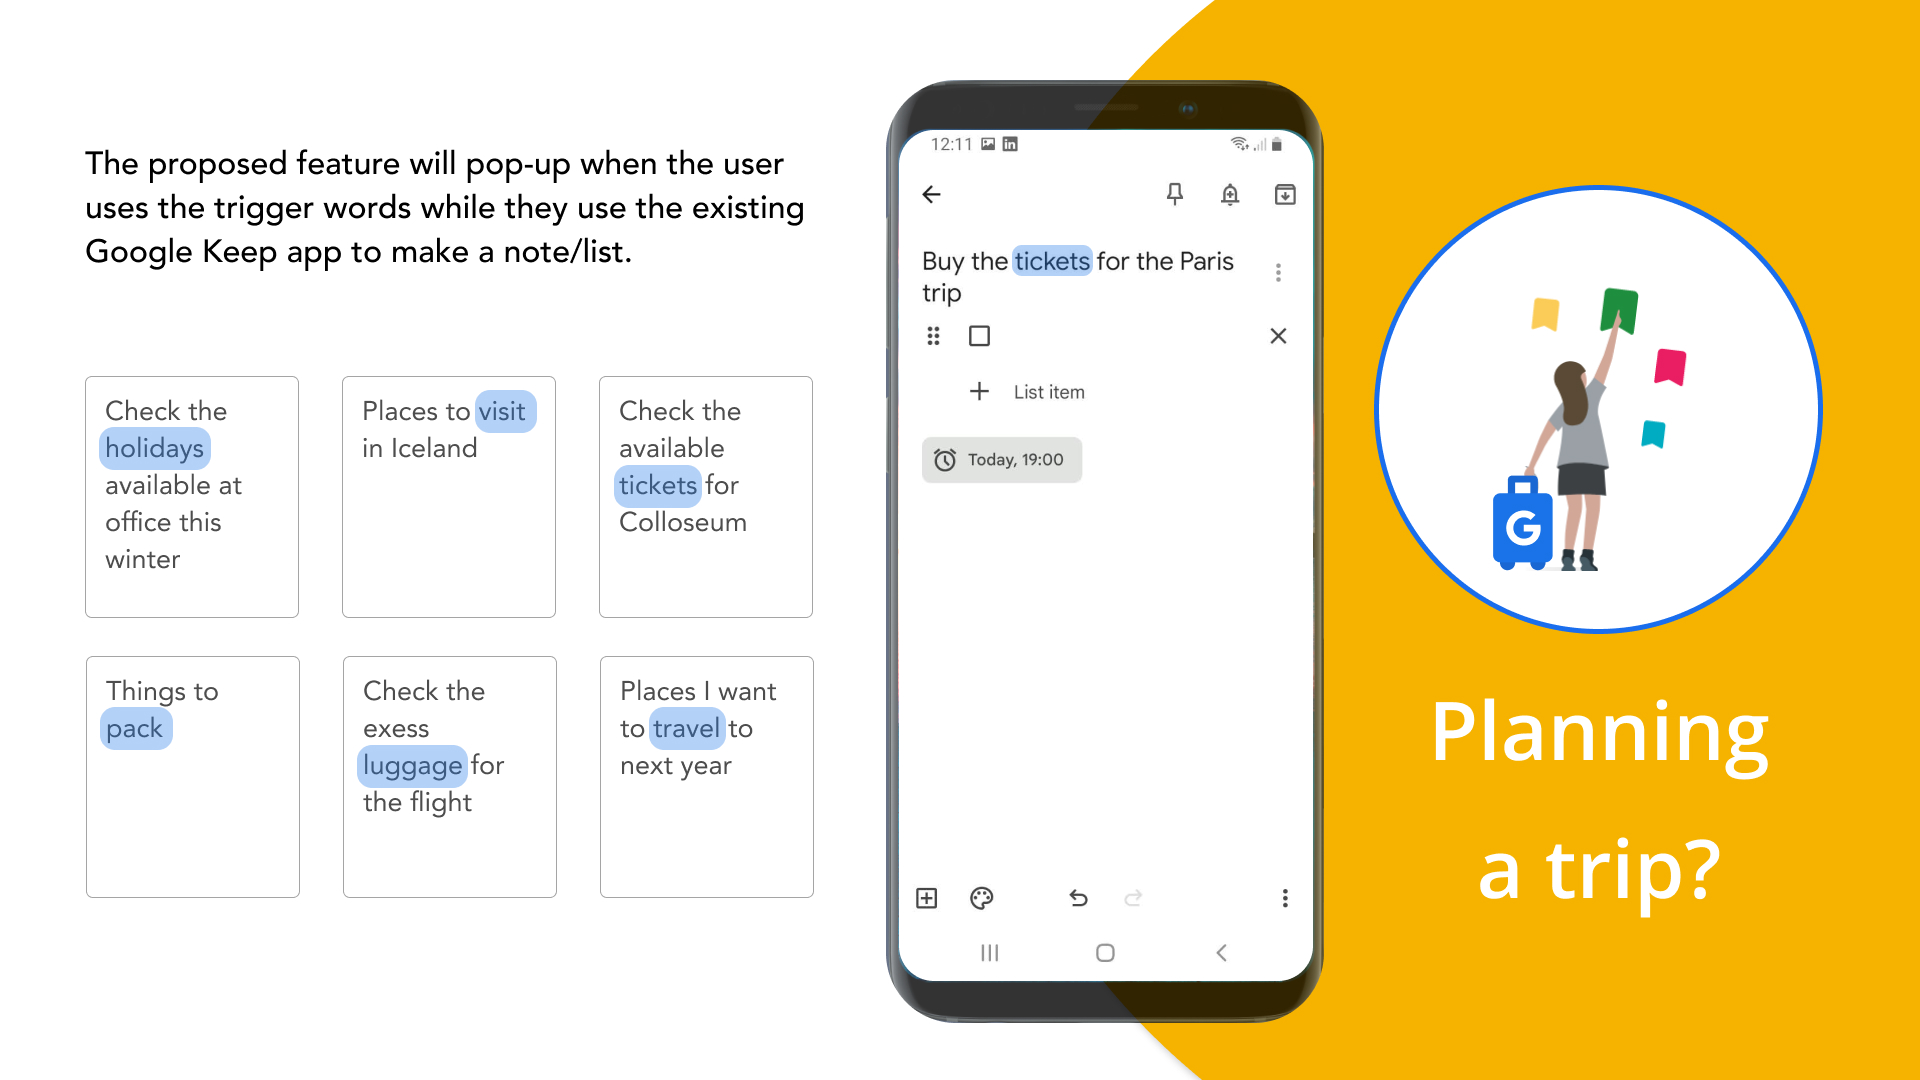 The proposed feature will pop-up when the user
uses the trigger words while they use the existing
Google Keep app to make a note/list.
Check the
holidays
available at
office this
winter
Places to visit
in Iceland
Check the
available
tickets for
Colloseum
Things to
pack
Check the
exess
luggage for
the flight
Places I want
to travel to
next year
12:11
in
Buy the tickets for the Paris
trip
List item
Today, 19:00
G
Planning
a trip?